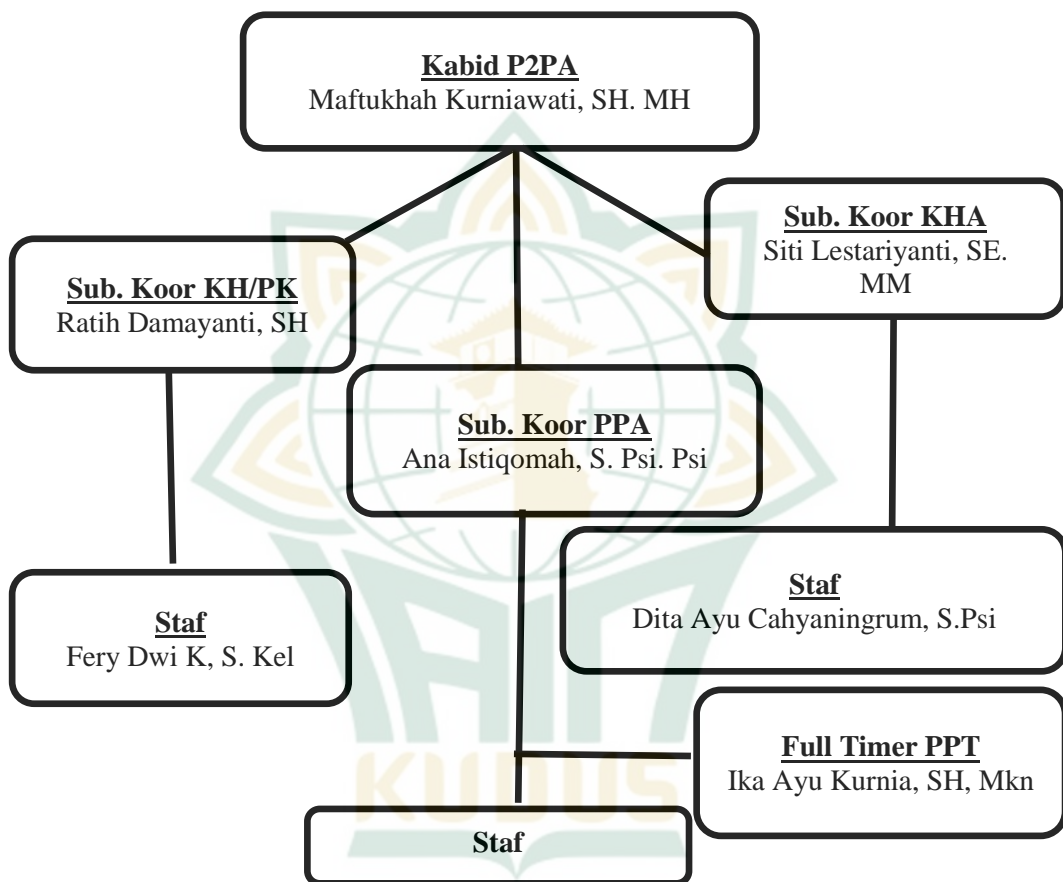 Kabid P2PA
Maftukhah Kurniawati, SH. MH
Sub. Koor KHA
Siti Lestariyanti, SE.
MM
Sub. Koor KH/PK
Ratih Damayanti, SH
Sub. Koor PPA
Ana Istiqomah, S. Psi. Psi
Staf
Dita Ayu Cahyaningrum, S.Psi
Staf
Fery Dwi K, S. Kel
Full Timer PPT
Ika Ayu Kurnia, SH, Mkn
Staf
IAIN
KUDUS